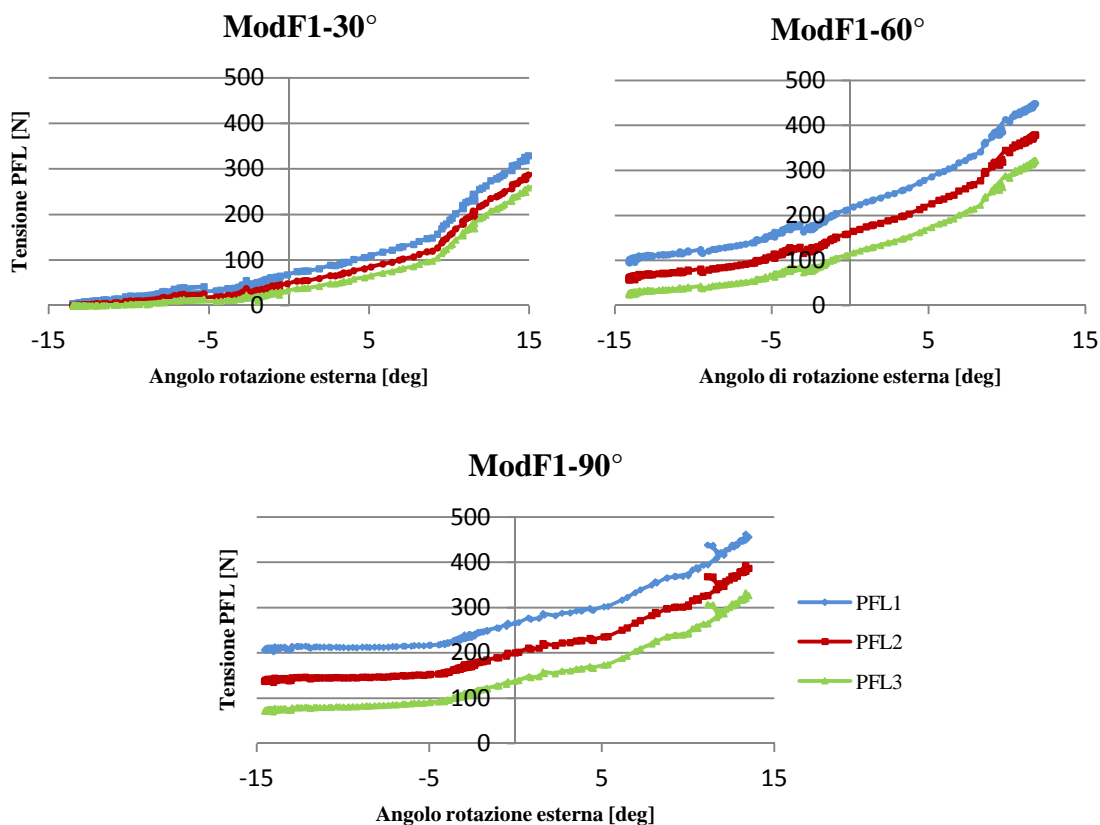 ModF1-30°
500
400
300
200
100
0
-15
-5
5
15
Tensione PFL [N]
Angolo rotazione esterna [deg]
ModF1-60°
500
400
300
200
100
0
-15
-5
5
15
Angolo di rotazione esterna [deg]
ModF1-90°
500
400
300
200
100
0
-15
-5
5
15
Tensione PFL [N]
Angolo rotazione esterna [deg]
PFL1
PFL2
PFL3